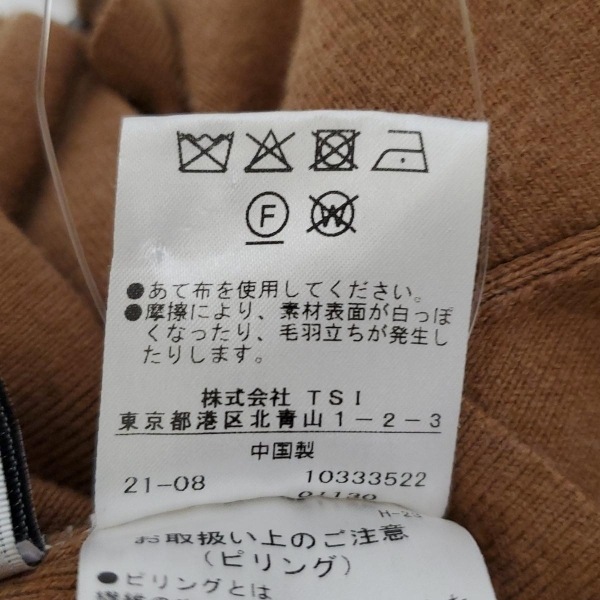 F W
●あて布を使用してください。
●摩擦により、素材表面が白っぽ
くなったり、毛羽立ちが発生し
たりします。
株式会社 TSI
東京都港区北青山1－2－3
中国製
21-08 10333522
お取扱い上のご注意
（ピリング）
●ピリングとは